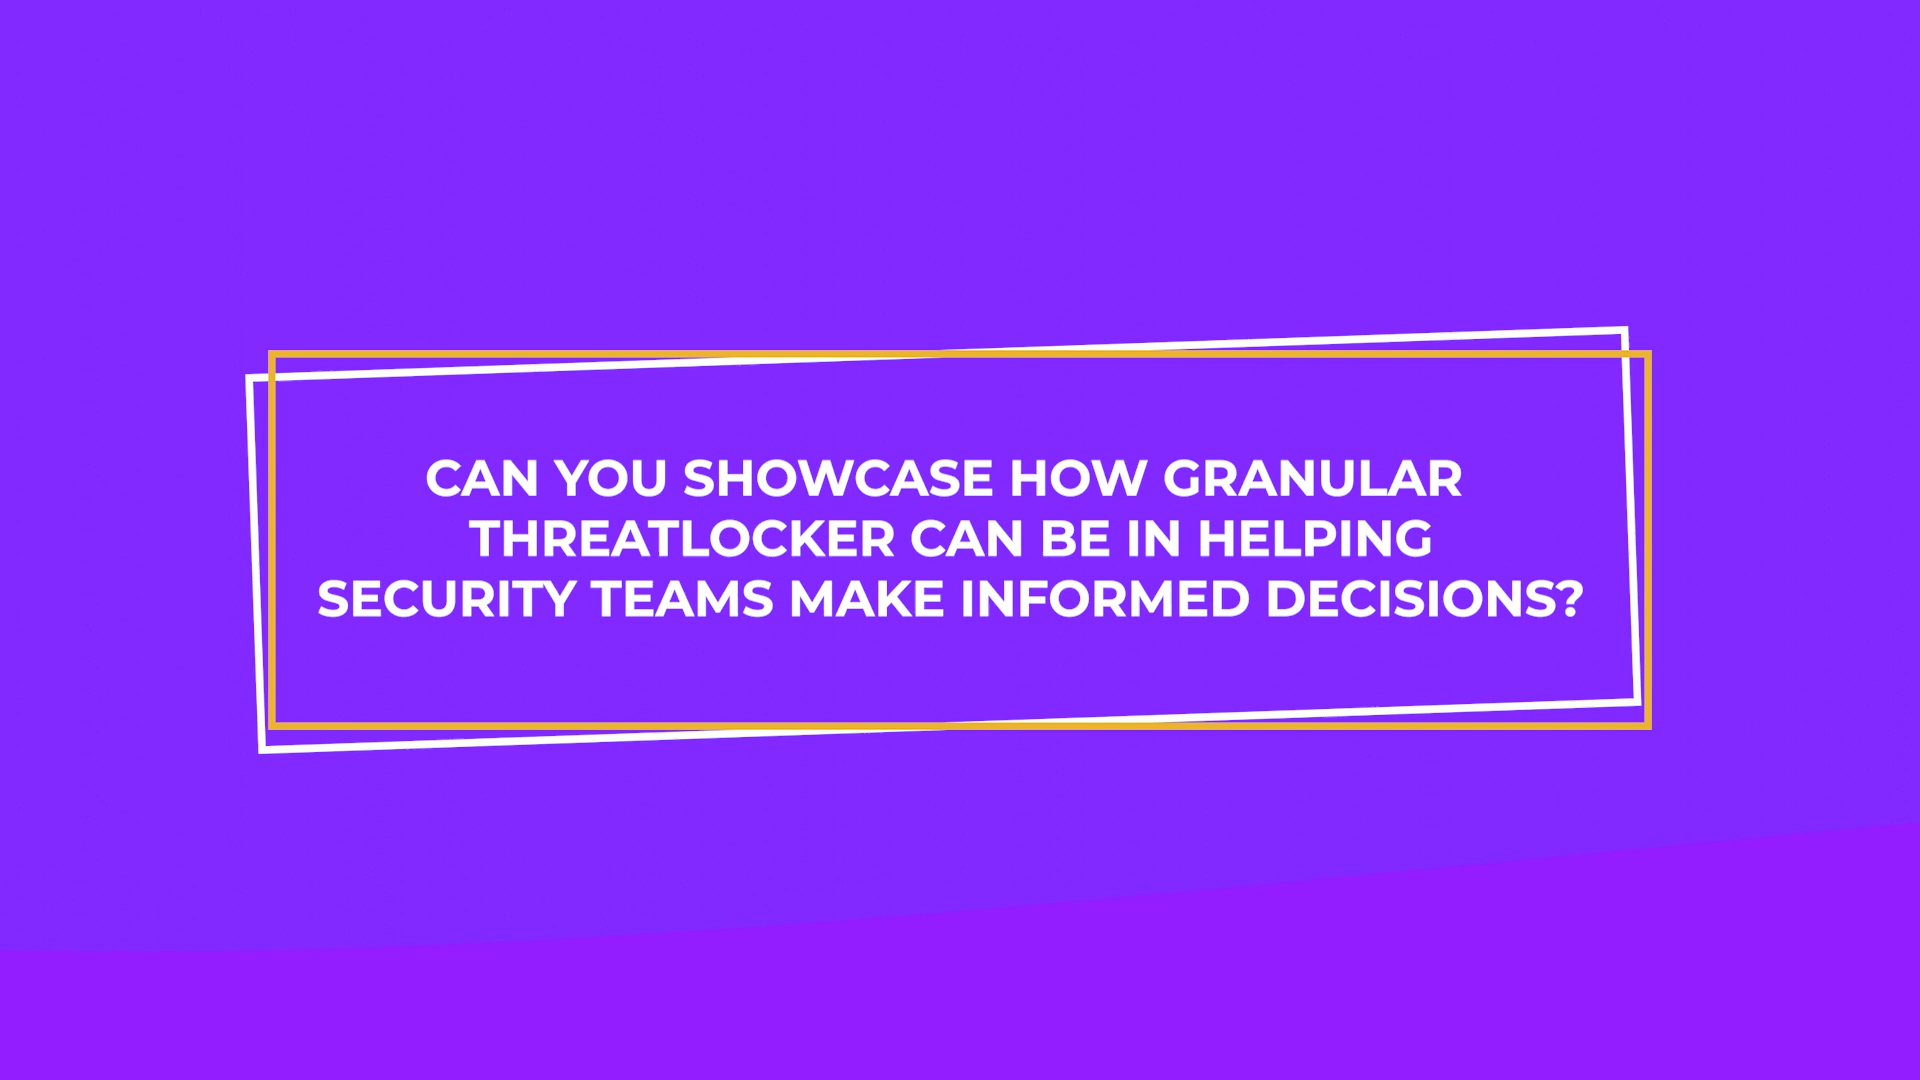 CAN YOU SHOWCASE HOW GRANULAR
THREATLOCKER CAN BE IN HELPING
SECURITY TEAMS MAKE INFORMED DECISIONS?